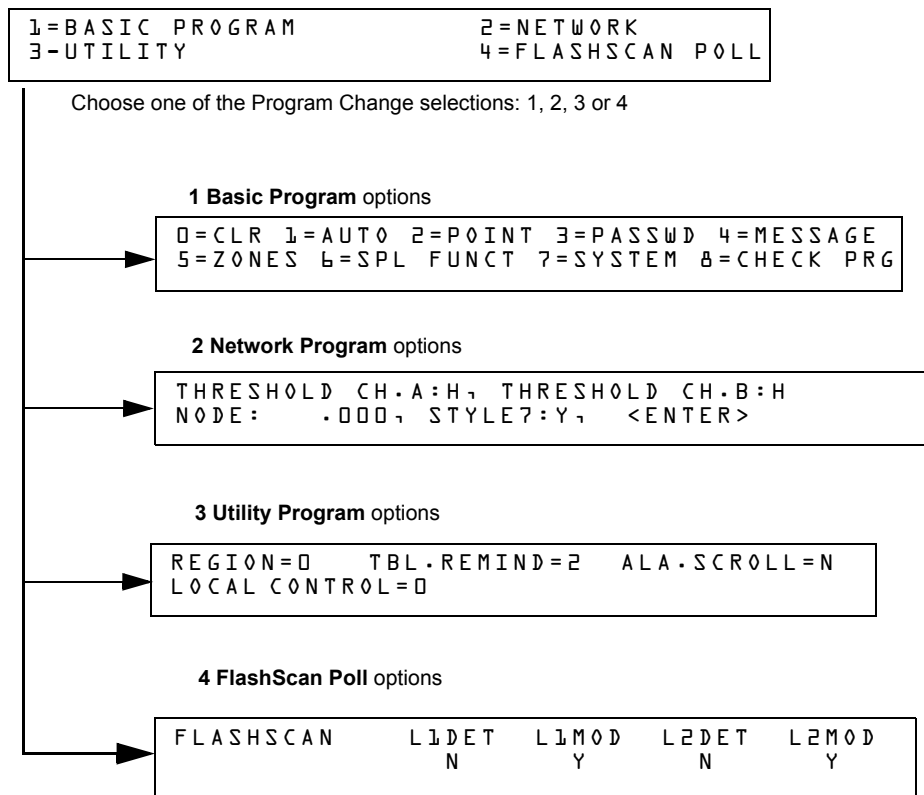 1=BASIC PROGRAM 2=NETWORK
3-UTILITY 4=FLASHSCAN POLL
Choose one of the Program Change selections: 1, 2, 3 or 4
1 Basic Program options
0=CLR 1=AUTO 2=POINT 3=PASSWD 4=MESSAGE
5=ZONES 6=SPL FUNCT 7=SYSTEM 8=CHECK PRG
2 Network Program options
THRESHOLD CH.A:H, THRESHOLD CH.B:H
NODE: .000, STYLE7:Y, <ENTER>
3 Utility Program options
REGION=0 TBL.REMIND=2 ALA.SCROLL=N
LOCAL CONTROL=0
4 FlashScan Poll options
FLASHSCAN L1DET L1MOD L2DET L2MOD
N Y N Y